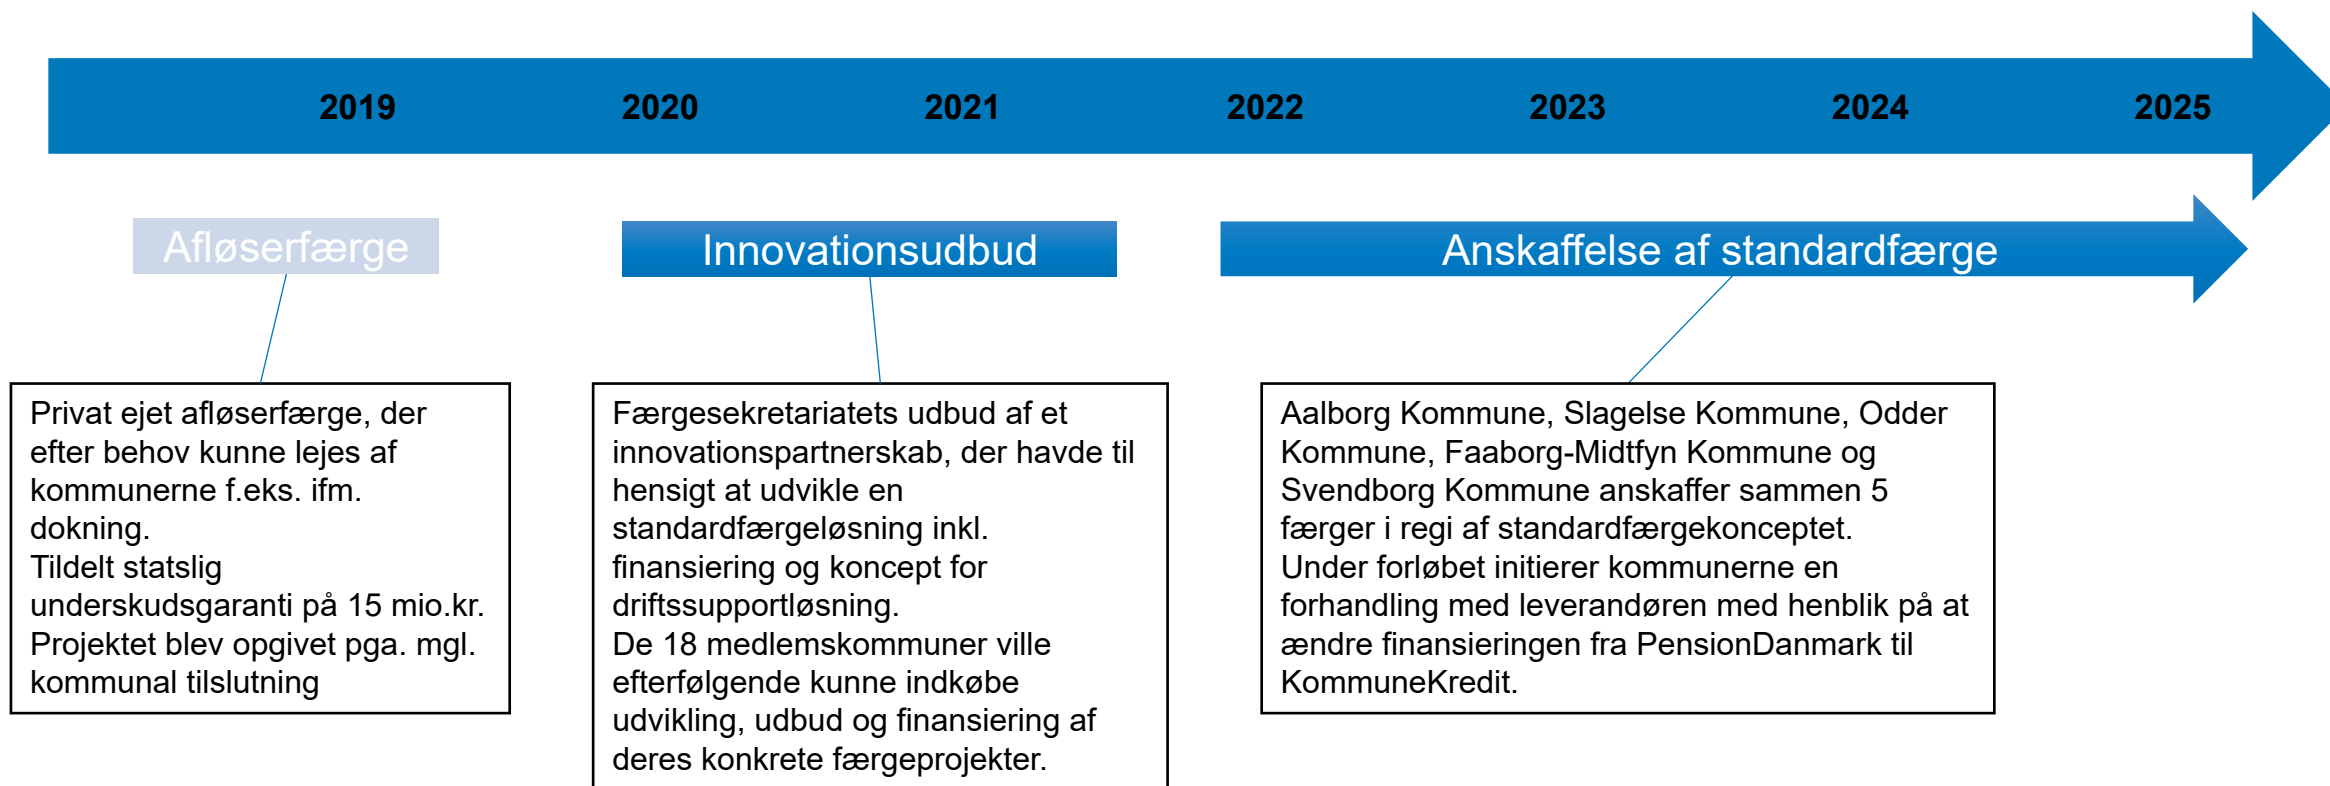 2019 2020 2021 2022 2023 2024 2025
Afløserfærge
Innovationsudbud
Anskaffelse af standardfærge
Privat ejet afløserfærge, der
efter behov kunne lejes af
kommunerne f.eks. ifm.
dokning.
Tildelt statslig
underskudsgaranti på 15 mio.kr.
Projektet blev opgivet pga. mgl.
kommunal tilslutning
Færgesekretariatets udbud af et
innovationspartnerskab, der havde til
hensigt at udvikle en
standardfærgeløsning inkl.
finansiering og koncept for
driftssupportløsning.
De 18 medlemskommuner ville
efterfølgende kunne indkøbe
udvikling, udbud og finansiering af
deres konkrete færgeprojekter.
Aalborg Kommune, Slagelse Kommune, Odder
Kommune, Faaborg-Midtfyn Kommune og
Svendborg Kommune anskaffer sammen 5
færger i regi af standardfærgekonceptet.
Under forløbet initierer kommunerne en
forhandling med leverandøren med henblik på at
ændre finansieringen fra PensionDanmark til
KommuneKredit.